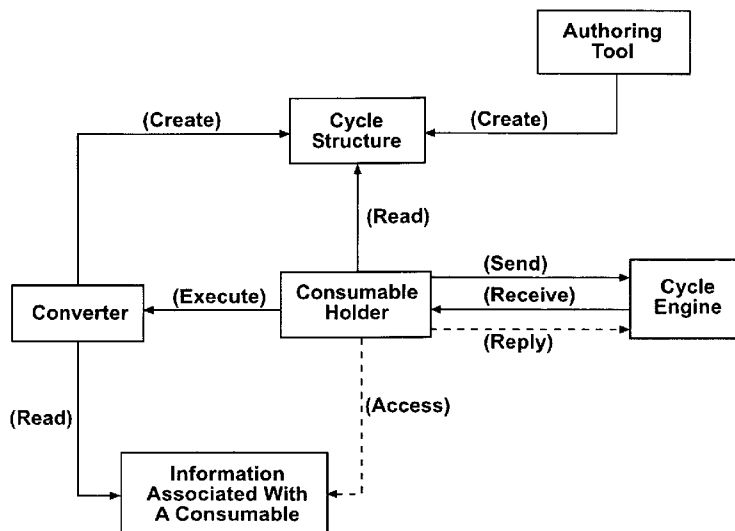 Authoring
Tool
(Create)
Cycle
Structure
(Create)
(Read)
Converter
(Execute)
Consumable
Holder
(Send)
(Receive)
(Reply)
Cycle
Engine
(Read)
(Access)
Information
Associated With
A Consumable